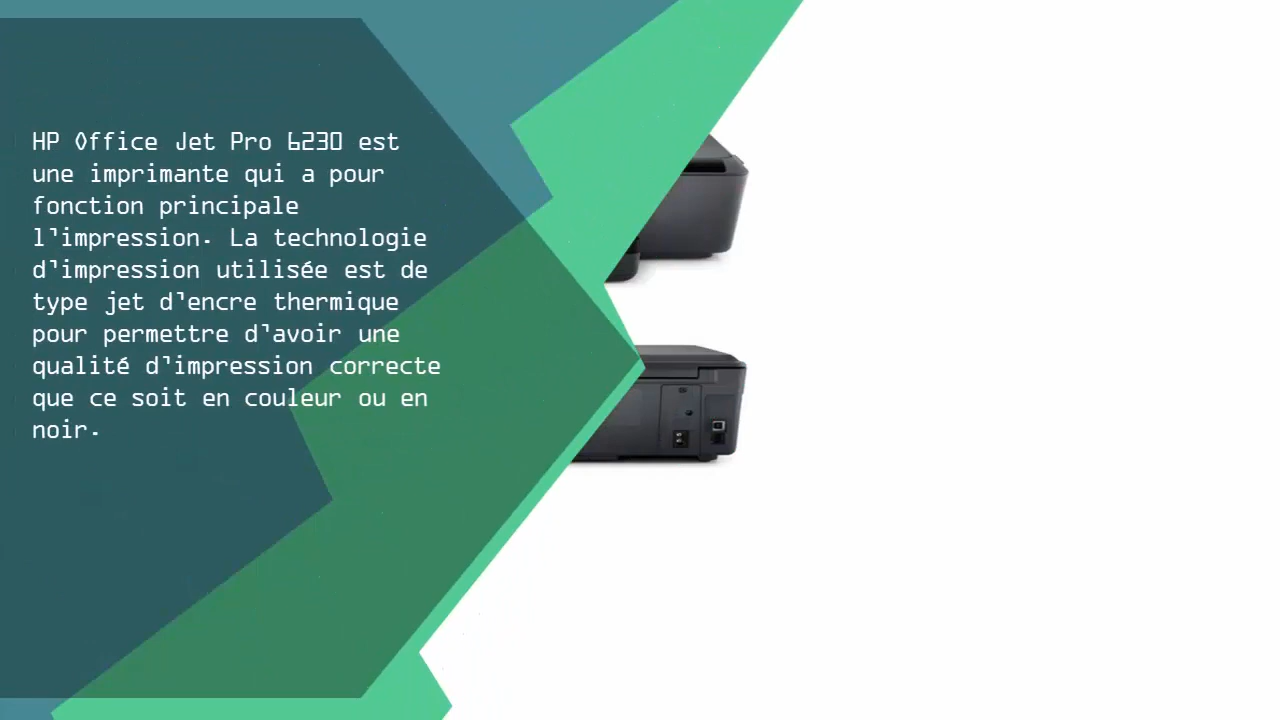 HP Office Jet Pro 6230 est
une imprimante qui a pour
fonction principale
l'impression. La technologie
d'impression utilisée est de
type jet d'encre thermique
pour permettre d'avoir une
qualité d'impression correcte
que ce soit en couleur ou en
noir.